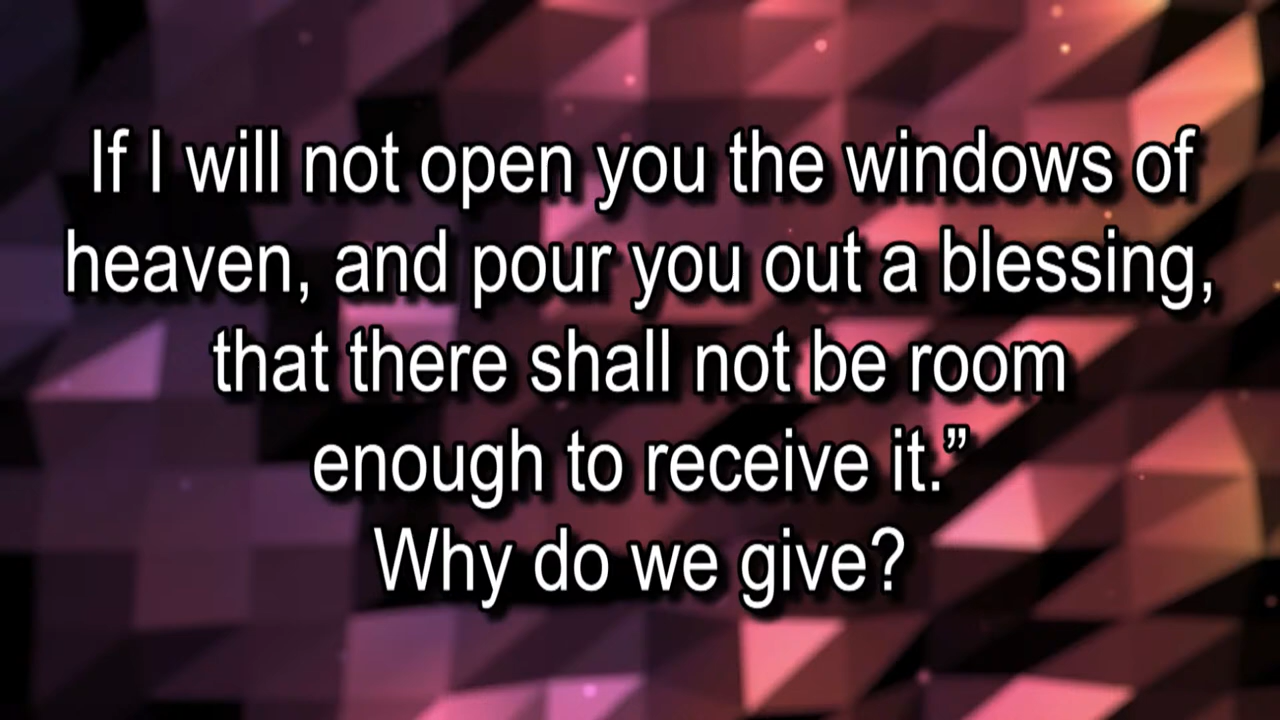 If I will not open you the windows of
heaven, and pour you out a blessing,
that there shall not be room
enough to receive it.”
Why do we give?